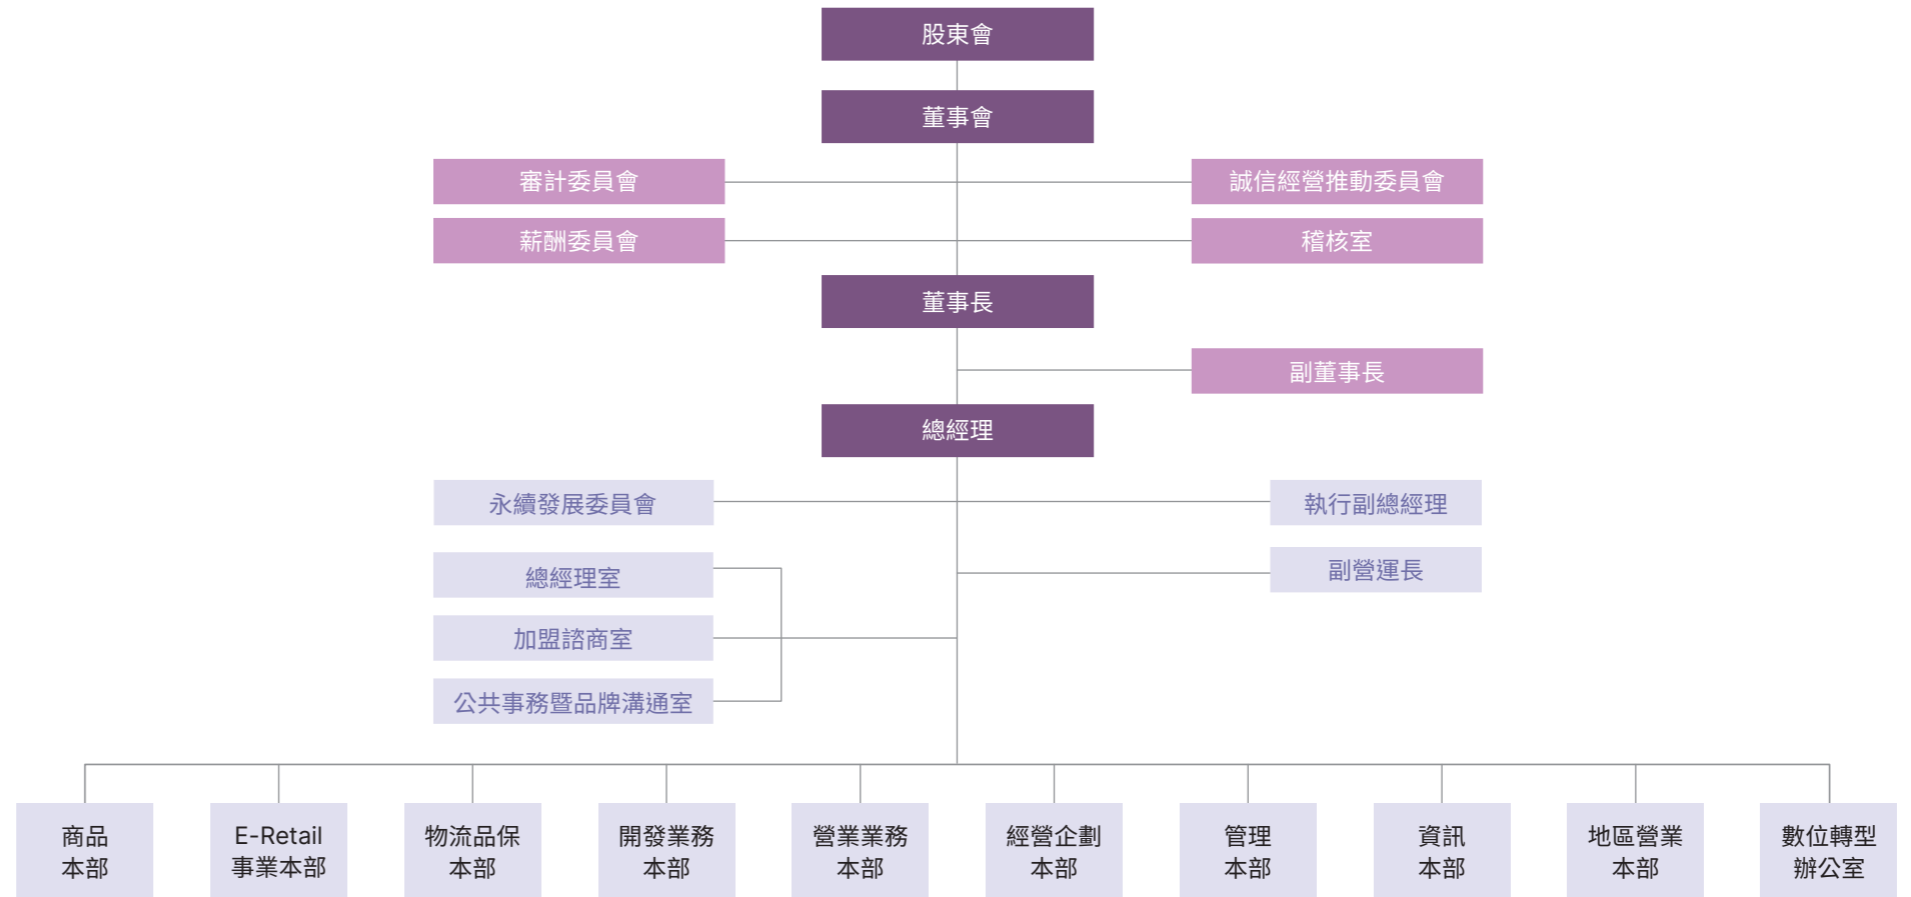 股東會
董事會
審計委員會
誠信經營推動委員會
薪酬委員會
稽核室
董事長
副董事長
總經理
永續發展委員會
執行副總經理
總經理室
副營運長
加盟諮商室
公共事務暨品牌溝通室
商品
本部
E-Retail
事業本部
物流品保
本部
開發業務
本部
營業業務
本部
經營企劃
本部
管理
本部
資訊
本部
地區營業
本部
數位轉型
辦公室